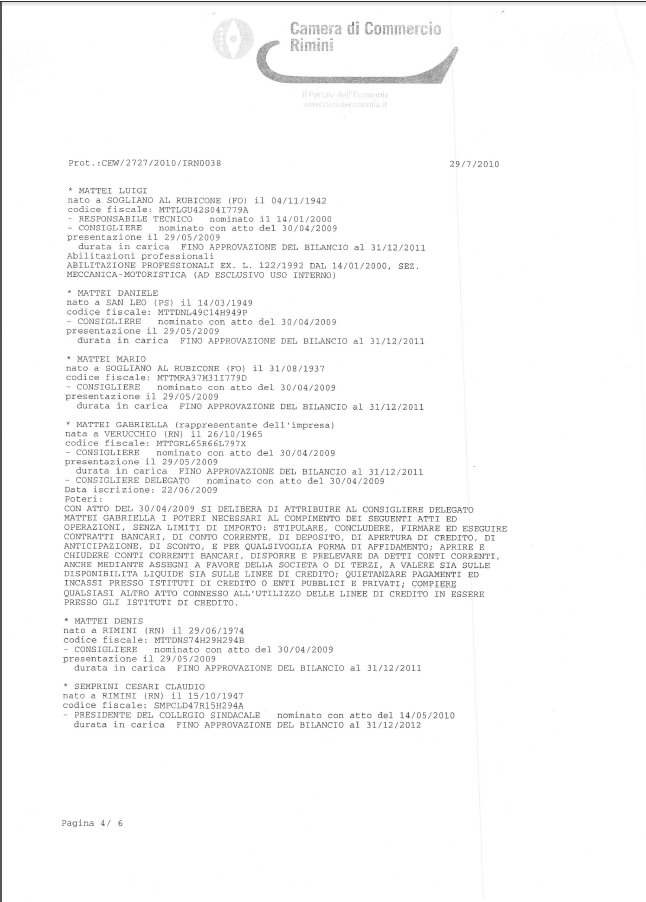 Camera di Commercio
Rimini
Il Portale dell'Economia
www.riminieconomia.it
Prot.:CEW/2727/2010/IRN0038 29/7/2010
* MATTEI LUIGI
nato a SOGLIANO AL RUBICONE (FO) il 04/11/1942
codice fiscale: MTTLGU42S04I779A
- RESPONSABILE TECNICO nominato il 14/01/2000
- CONSIGLIERE nominato con atto del 30/04/2009
presentazione il 29/05/2009
durata in carica FINO APPROVAZIONE DEL BILANCIO al 31/12/2011
Abilitazioni professionali
ABILITAZIONE PROFESSIONALI EX. L. 122/1992 DAL 14/01/2000, SEZ.
MECCANICA-MOTORISTICA (AD ESCLUSIVO USO INTERNO)
* MATTEI DANIELE
nato a SAN LEO (PS) il 14/03/1949
codice fiscale: MTTDNL49C14H949P
- CONSIGLIERE nominato con atto del 30/04/2009
presentazione il 29/05/2009
durata in carica FINO APPROVAZIONE DEL BILANCIO al 31/12/2011
* MATTEI MARIO
nato a SOGLIANO AL RUBICONE (FO) il 31/08/1937
codice fiscale: MTTMRA37M31I779D
- CONSIGLIERE nominato con atto del 30/04/2009
presentazione il 29/05/2009
durata in carica FINO APPROVAZIONE DEL BILANCIO al 31/12/2011
* MATTEI GABRIELLA (rappresentante dell'impresa)
nata a VERUCCHIO (RN) il 26/10/1965
codice fiscale: MTTGRL65R66L797X
- CONSIGLIERE nominato con atto del 30/04/2009
presentazione il 29/05/2009
durata in carica FINO APPROVAZIONE DEL BILANCIO al 31/12/2011
- CONSIGLIERE DELEGATO nominato con atto del 30/04/2009
Data iscrizione: 22/06/2009
Poteri:
CON ATTO DEL 30/04/2009 SI DELIBERA DI ATTRIBUIRE AL CONSIGLIERE DELEGATO
MATTEI GABRIELLA I POTERI NECESSARI AL COMPIMENTO DEI SEGUENTI ATTI ED
OPERAZIONI, SENZA LIMITI DI IMPORTO: STIPULARE, CONCLUDERE, FIRMARE ED ESEGUIRE
CONTRATTI BANCARI, DI CONTO CORRENTE, DI DEPOSITO, DI APERTURA DI CREDITO, DI
ANTICIPAZIONE, DI SCONTO, E PER QUALSIVOGLIA FORMA DI AFFIDAMENTO; APRIRE E
CHIUDERE CONTI CORRENTI BANCARI, DISPORRE E PRELEVARE DA DETTI CONTI CORRENTI,
ANCHE MEDIANTE ASSEGNI A FAVORE DELLA SOCIETA O DI TERZI, A VALERE SIA SULLE
DISPONIBILITA LIQUIDE SIA SULLE LINEE DI CREDITO; QUIETANZARE PAGAMENTI ED
INCASSI PRESSO ISTITUTI DI CREDITO O ENTI PUBBLICI E PRIVATI; COMPIERE
QUALSIASI ALTRO ATTO CONNESSO ALL'UTILIZZO DELLE LINEE DI CREDITO IN ESSERE
PRESSO GLI ISTITUTI DI CREDITO.
* MATTEI DENIS
nato a RIMINI (RN) il 29/06/1974
codice fiscale: MTTDNS74H29H294B
- CONSIGLIERE nominato con atto del 30/04/2009
presentazione il 29/05/2009
durata in carica FINO APPROVAZIONE DEL BILANCIO al 31/12/2011
* SEMPRINI CESARI CLAUDIO
nato a RIMINI (RN) il 15/10/1947
codice fiscale: SMPCLD47R15H294A
- PRESIDENTE DEL COLLEGIO SINDACALE nominato con atto del 14/05/2010
durata in carica FINO APPROVAZIONE DEL BILANCIO al 31/12/2012
Pagina 4/ 6